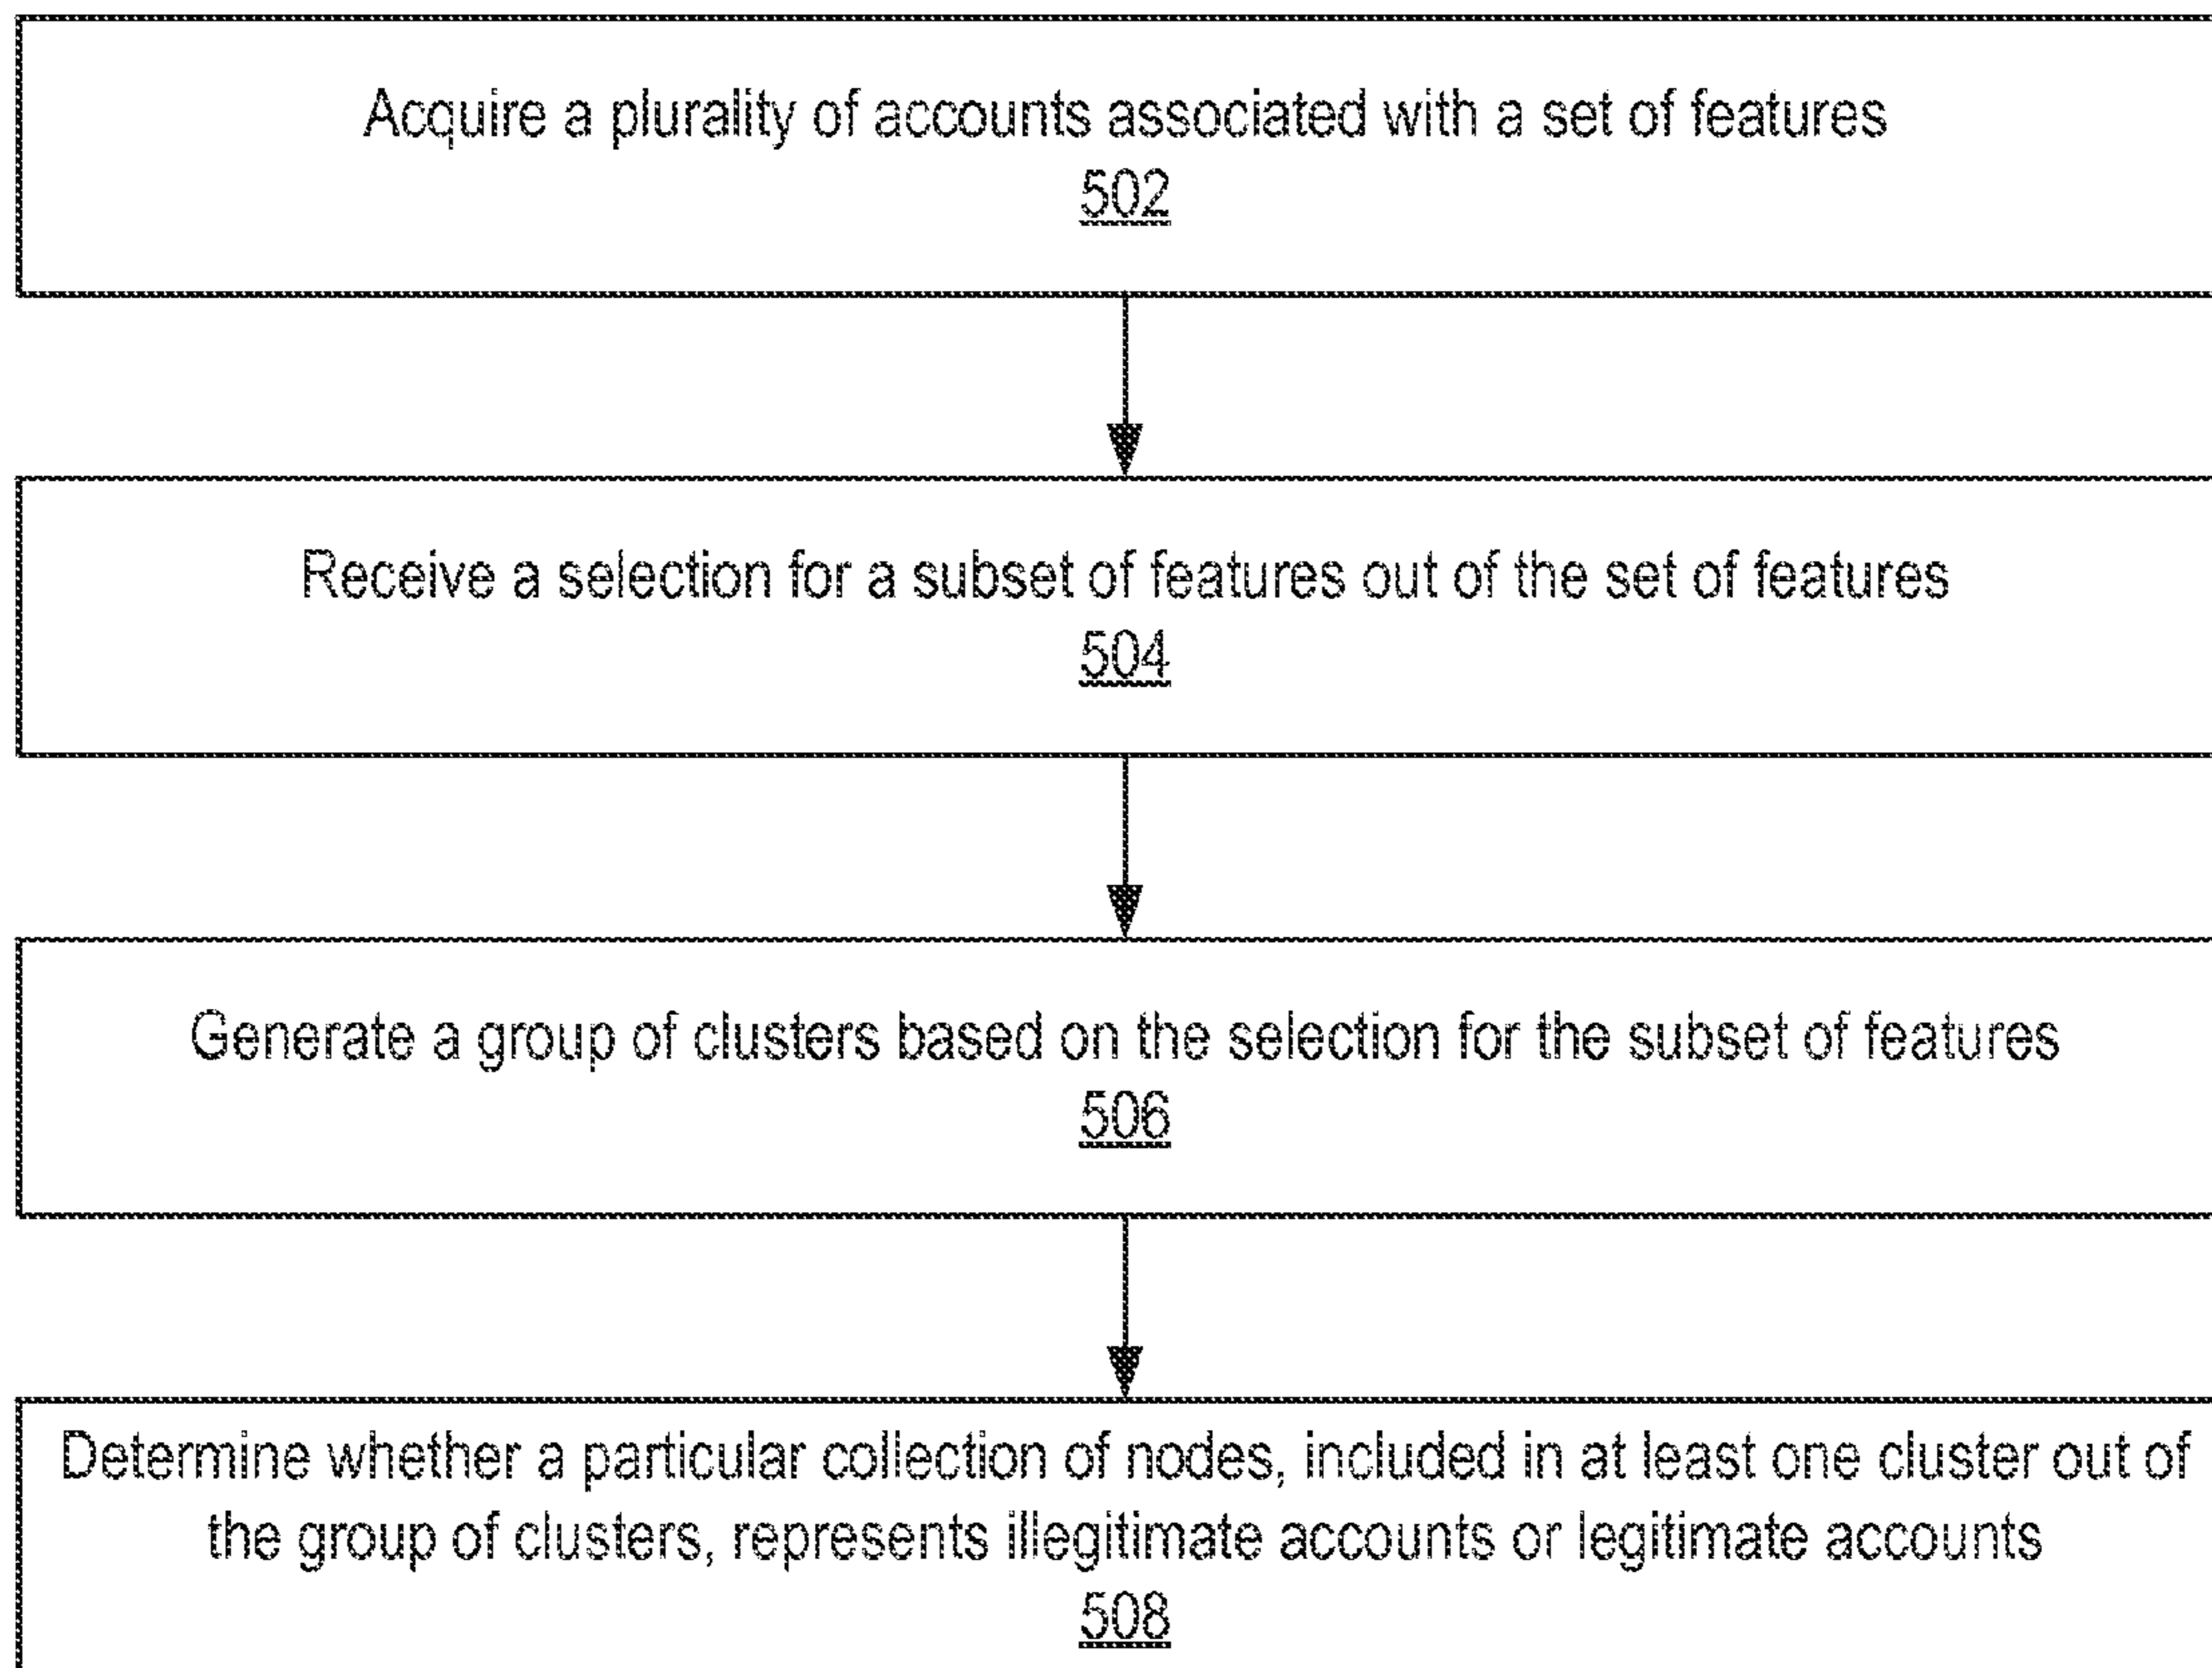 Acquire a plurality of accounts associated with a set of features
502
Receive a selection for a subset of features out of the set of features
504
Generate a group of clusters based on the selection for the subset of features
506
Determine whether a particular collection of nodes, included in at least one cluster out of
the group of clusters, represents illegitimate accounts or legitimate accounts
508